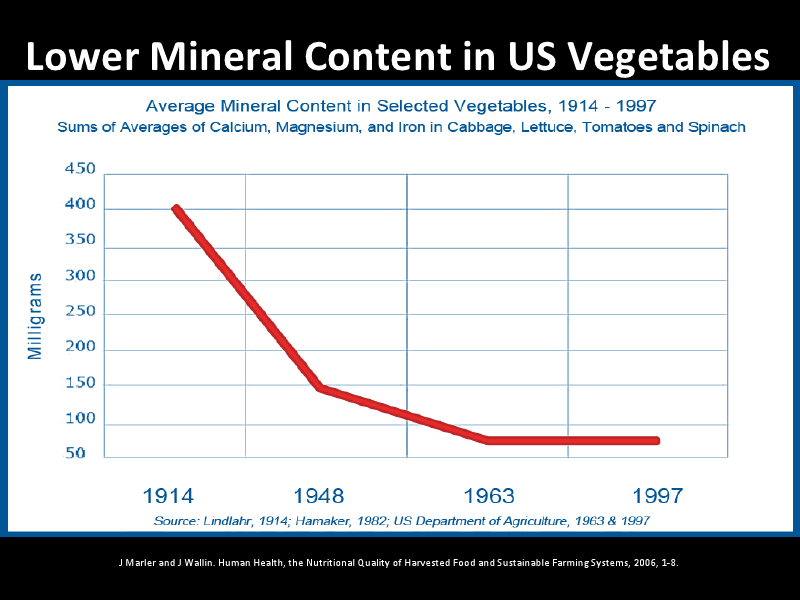 Lower Mineral Content in US Vegetables
Average Mineral Content in Selected Vegetables, 1914 - 1997
Sums of Averages of Calcium, Magnesium, and Iron in Cabbage, Lettuce, Tomatoes and Spinach
450
400
350
300
250
200
150
100
50
Milligrams
1914 1948 1963 1997
Source: Lindlahr, 1914; Hamaker, 1982; US Department of Agriculture, 1963 & 1997
J Marler and J Wallin. Human Health, the Nutritional Quality of Harvested Food and Sustainable Farming Systems, 2006, 1-8.